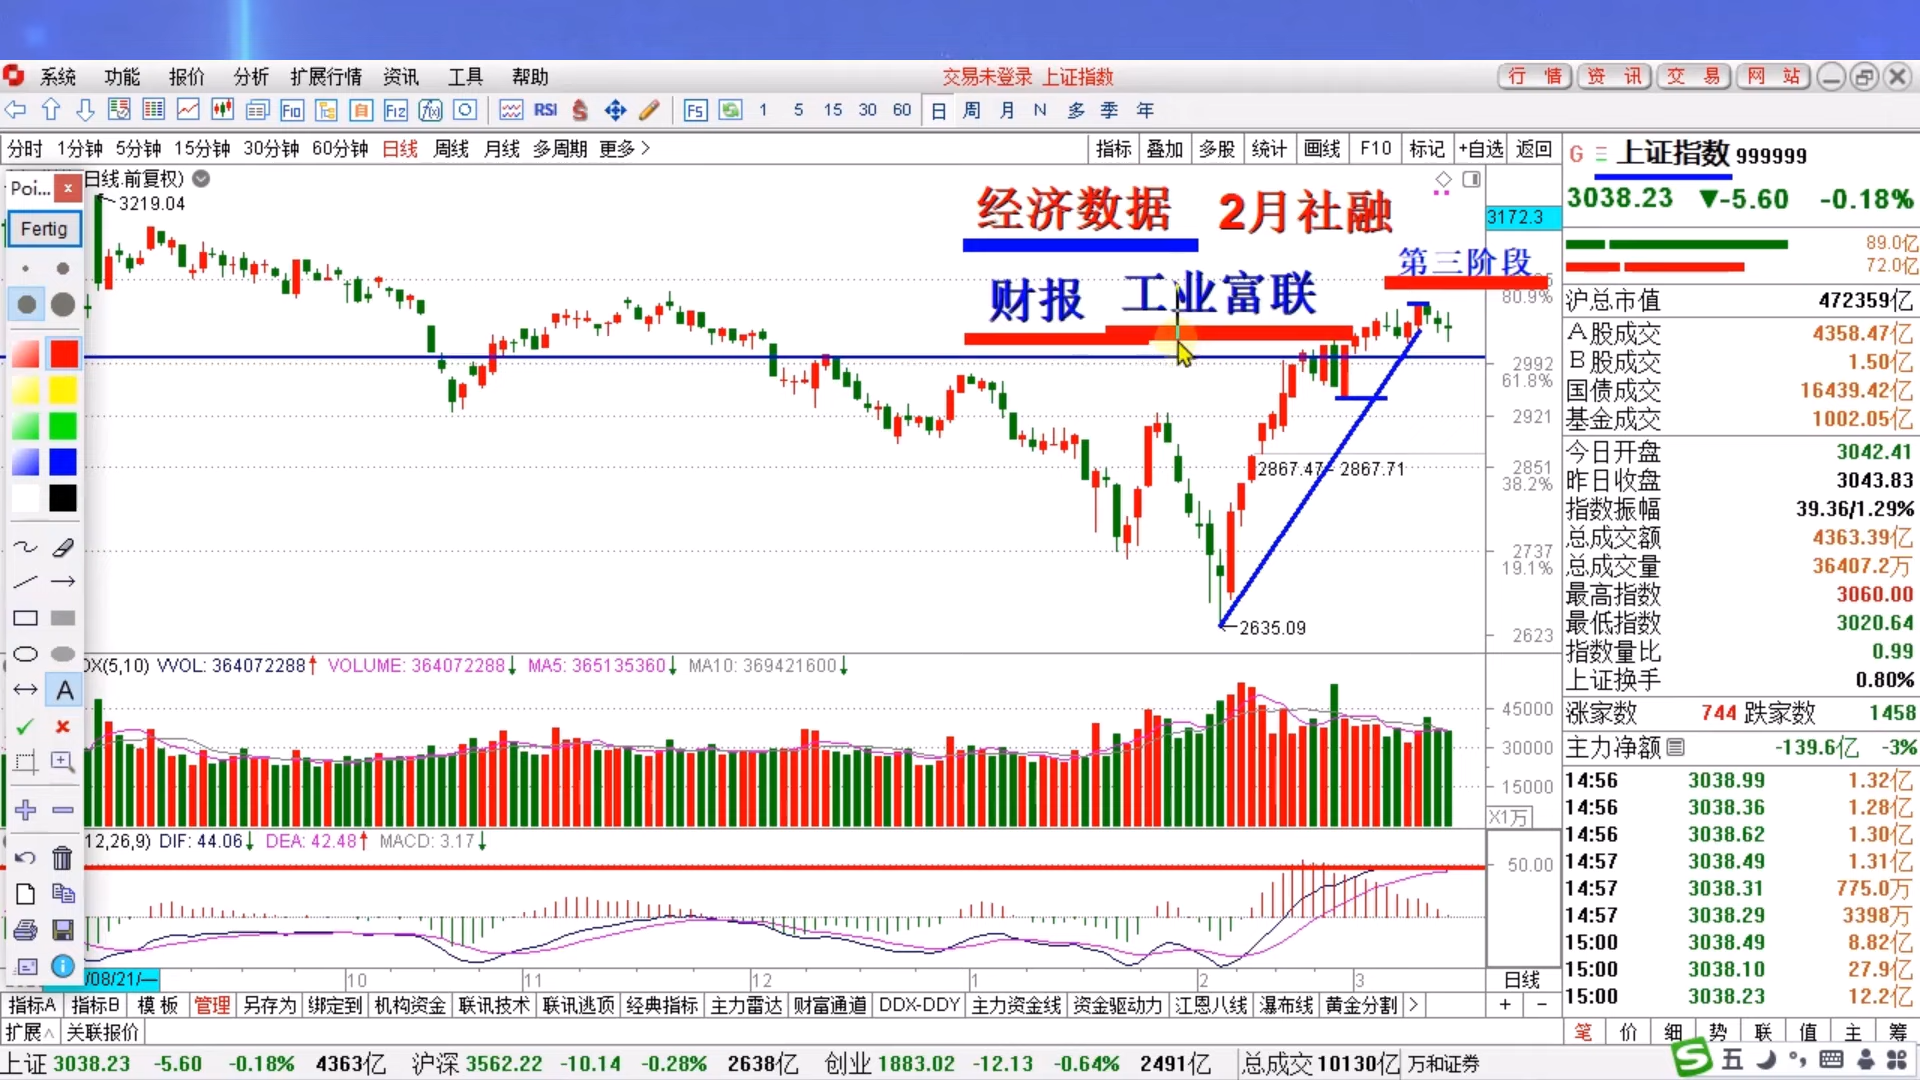 系统 功能 报价 分析 扩展行情 资讯 工具 帮助 交易未登录 上证指数 行情 资讯 交易 网站
F10 F12 f(x) RSI F5 1 5 15 30 60 日 周 月 N 多 季 年
分时 1分钟 5分钟 15分钟 30分钟 60分钟 日线 周线 月线 多周期 更多> 指标 叠加 多股 统计 画线 F10 标记 +自选 返回
G 上证指数 999999
3038.23 ▼-5.60 -0.18%
89.0亿
72.0亿
沪总市值 472359亿
A股成交 4358.47亿
B股成交 1.50亿
国债成交 16439.42亿
基金成交 1002.05亿
今日开盘 3042.41
昨日收盘 3043.83
指数振幅 39.36/1.29%
总成交额 4363.39亿
总成交量 36407.2万
最高指数 3060.00
最低指数 3020.64
指数量比 0.99
上证换手 0.80%
涨家数 744 跌家数 1458
主力净额 -139.6亿 -3%
14:56 3038.99 1.32亿
14:56 3038.36 1.28亿
14:56 3038.62 1.30亿
14:57 3038.49 1.31亿
14:57 3038.31 775.0万
14:57 3038.29 3398万
15:00 3038.49 8.82亿
15:00 3038.10 27.9亿
15:00 3038.23 12.2亿
笔 价 细 势 联 值 主 筹
Poi... x
Fertig
A
日线.前复权)
3219.04
经济数据 2月社融
财报 工业富联
第三阶段
3172.3
80.9%
2992
61.8%
2921
2851
38.2%
2737
19.1%
2623
2867.47- 2867.71
2635.09
(5,10) VVOL: 364072288↑ VOLUME: 364072288↓ MA5: 365135360↓ MA10: 369421600↓
45000
30000
15000
X1万
12,26,9) DIF: 44.06↓ DEA: 42.48↑ MACD: 3.17↓
50.00
/08/21/一 10 11 12 1 2 3 日线
指标A 指标B 模板 管理 另存为 绑定到 机构资金 联讯技术 联讯逃顶 经典指标 主力雷达 财富通道 DDX-DDY 主力资金线 资金驱动力 江恩八线 瀑布线 黄金分割 > + −
扩展∧ 关联报价
上证 3038.23 -5.60 -0.18% 4363亿 沪深 3562.22 -10.14 -0.28% 2638亿 创业 1883.02 -12.13 -0.64% 2491亿 总成交 10130亿 万和证券
S 五